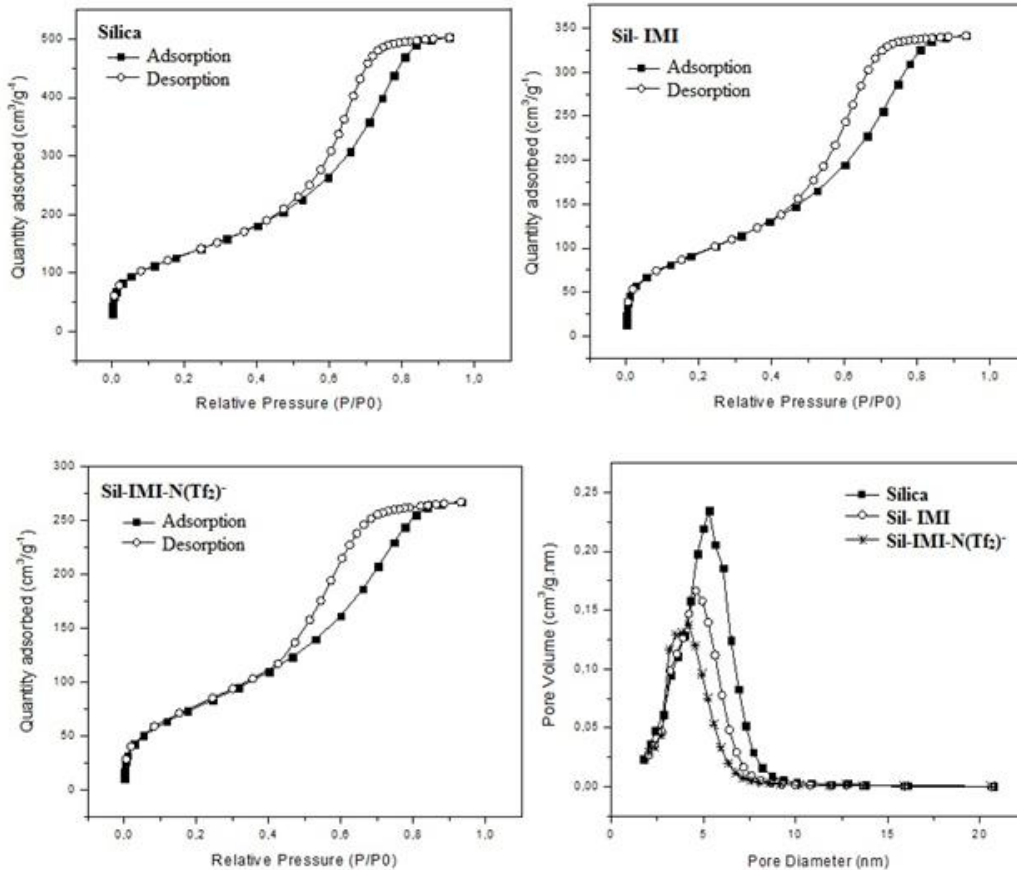 Silica
Adsorption
Desorption
Quantity adsorbed (cm³/g⁻¹)
500
400
300
200
100
0
0,0 0,2 0,4 0,6 0,8 1,0
Relative Pressure (P/P0)
Sil- IMI
Adsorption
Desorption
Quantity adsorbed (cm³/g⁻¹)
350
300
250
200
150
100
50
0
0,0 0,2 0,4 0,6 0,8 1,0
Relative Pressure (P/P0)
Sil-IMI-N(Tf₂)⁻
Adsorption
Desorption
Quantity adsorbed (cm³/g⁻¹)
300
250
200
150
100
50
0
0,0 0,2 0,4 0,6 0,8 1,0
Relative Pressure (P/P0)
Silica
Sil- IMI
Sil-IMI-N(Tf₂)⁻
Pore Volume (cm³/g.nm)
0,25
0,20
0,15
0,10
0,05
0,00
0 5 10 15 20
Pore Diameter (nm)